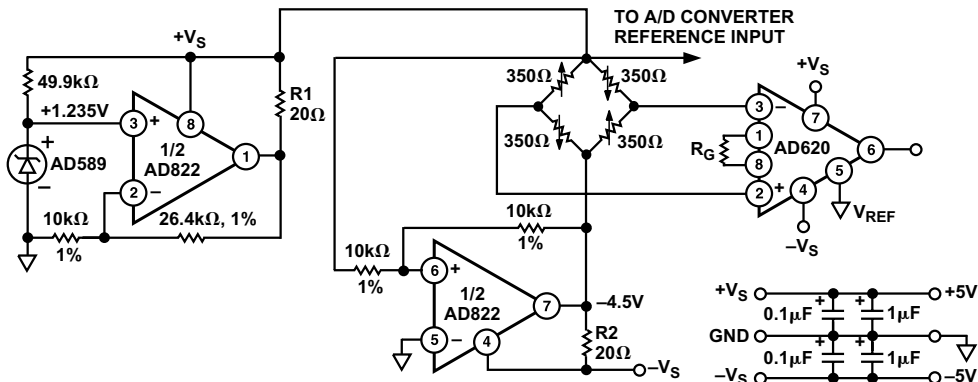 TO A/D CONVERTER
REFERENCE INPUT
+VS
49.9kΩ
+1.235V
R1
20Ω
3
+
8
1/2
AD822
1
2
−
+
AD589
−
10kΩ
1%
26.4kΩ, 1%
350Ω
350Ω
350Ω
350Ω
+VS
3
−
7
1
RG
AD620
6
8
5
2
+
4
VREF
−VS
10kΩ
1%
10kΩ
1%
6
+
1/2
AD822
7
−4.5V
5
−
4
R2
20Ω
−VS
+VS
+
+
+5V
0.1µF
1µF
GND
+
+
0.1µF
1µF
−VS
−5V